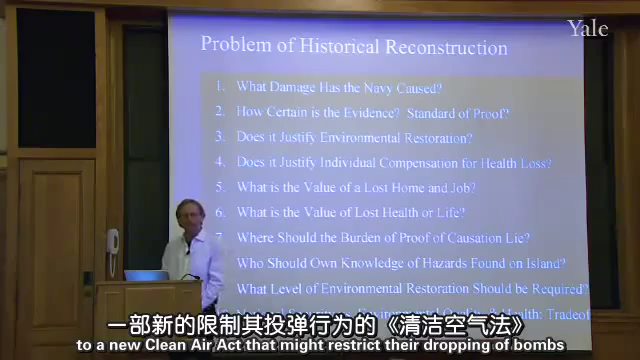 Yale
Problem of Historical Reconstruction
1. What Damage Has the Navy Caused?
2. How Certain is the Evidence? Standard of Proof?
3. Does it Justify Environmental Restoration?
4. Does it Justify Individual Compensation for Health Loss?
5. What is the Value of a Lost Home and Job?
6. What is the Value of Lost Health or Life?
7. Where Should the Burden of Proof of Causation Lie?
Who Should Own Knowledge of Hazards Found on Island?
What Level of Environmental Restoration Should be Required?
Health: Tradeof
一部新的限制其投弹行为的《清洁空气法》
to a new Clean Air Act that might restrict their dropping of bombs